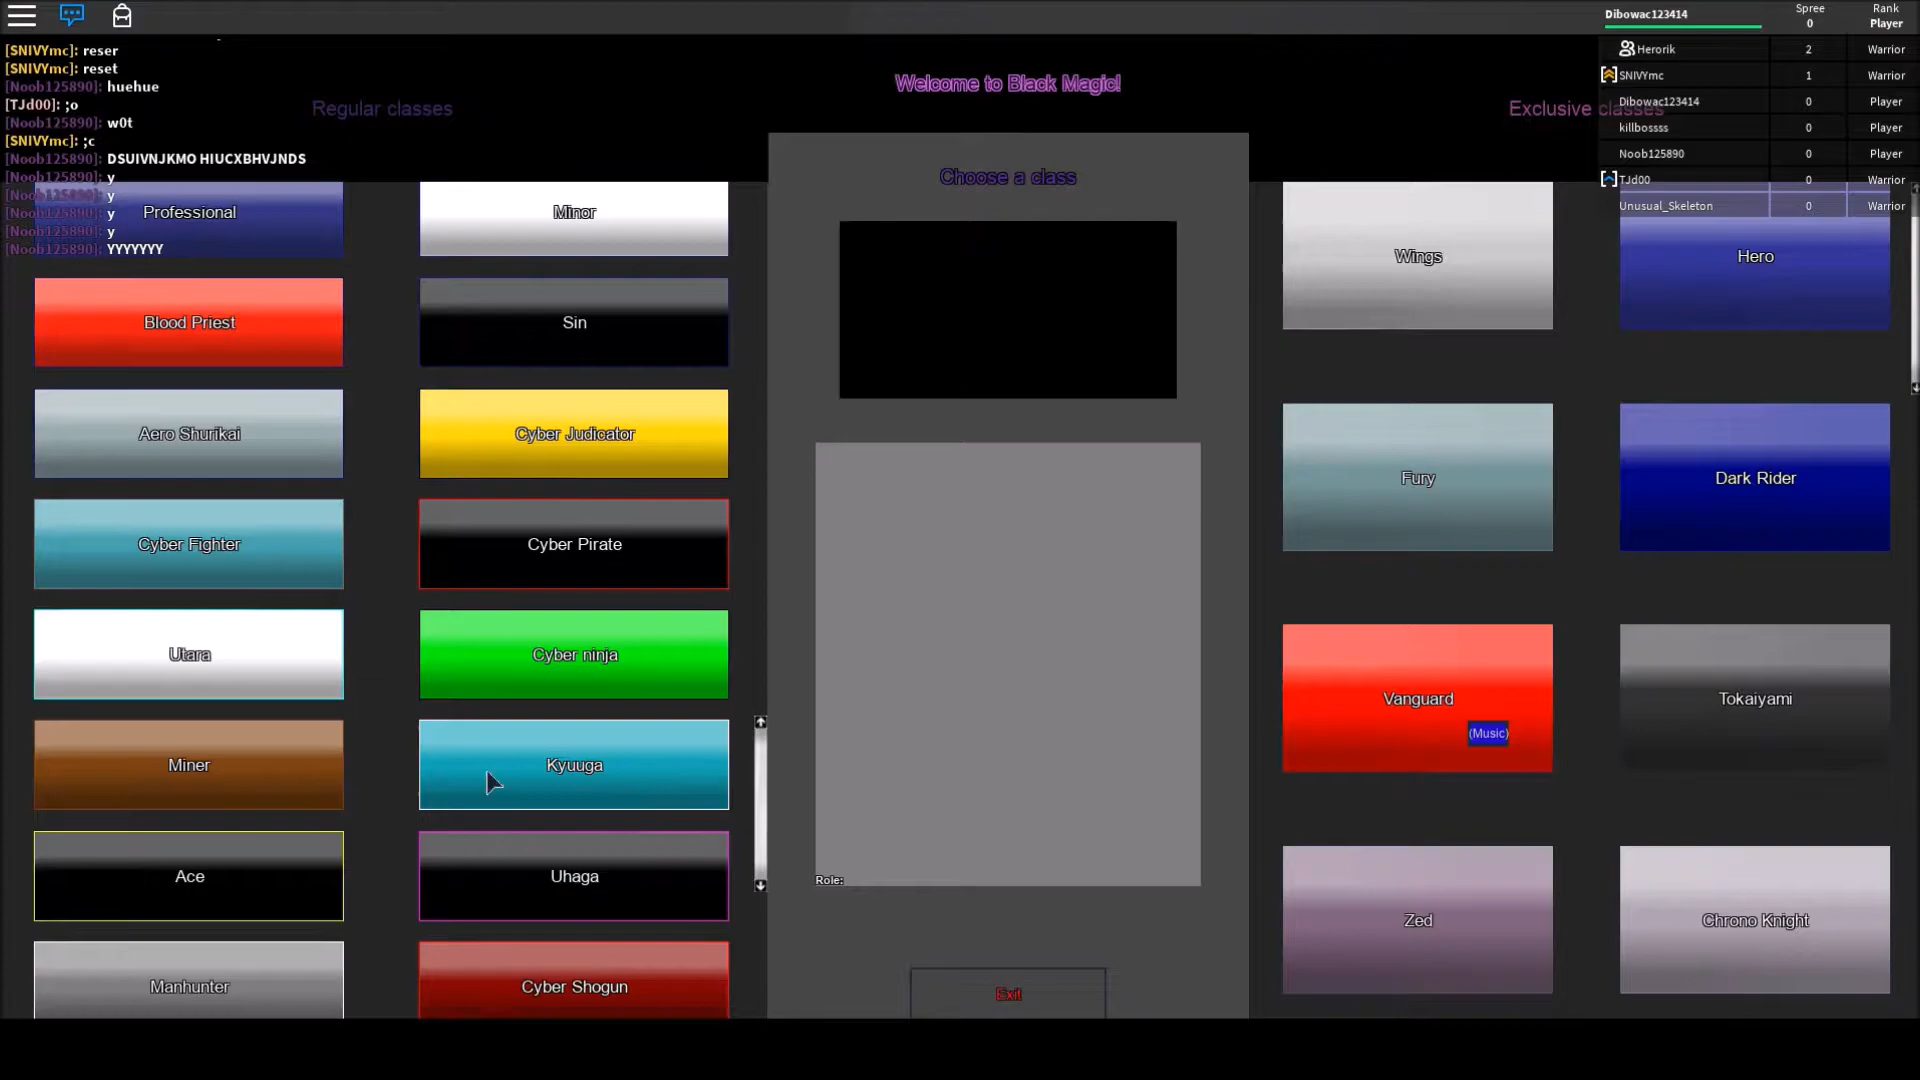 Dibowac123414
Spree
0
Rank
Player
[SNIVYmc]: reser
[SNIVYmc]: reset
[Noob125890]: huehue
[TJd00]: ;o
[Noob125890]: w0t
[SNIVYmc]: ;c
[Noob125890]: DSUIVNJKMO HIUCXBHVJNDS
[Noob125890]: y
[Noob125890]: y
[Noob125890]: y
[Noob125890]: y
[Noob125890]: YYYYYYY
Herorik 2 Warrior
SNIVYmc 1 Warrior
Dibowac123414 0 Player
killbossss 0 Player
Noob125890 0 Player
TJd00 0 Warrior
Unusual_Skeleton 0 Warrior
Welcome to Black Magic!
Regular classes
Exclusive classes
Choose a class
Professional
Minor
Blood Priest
Sin
Aero Shurikai
Cyber Judicator
Cyber Fighter
Cyber Pirate
Utara
Cyber ninja
Miner
Kyuuga
Ace
Uhaga
Manhunter
Cyber Shogun
Role:
Exit
Wings
Hero
Fury
Dark Rider
Vanguard
(Music)
Tokaiyami
Zed
Chrono Knight